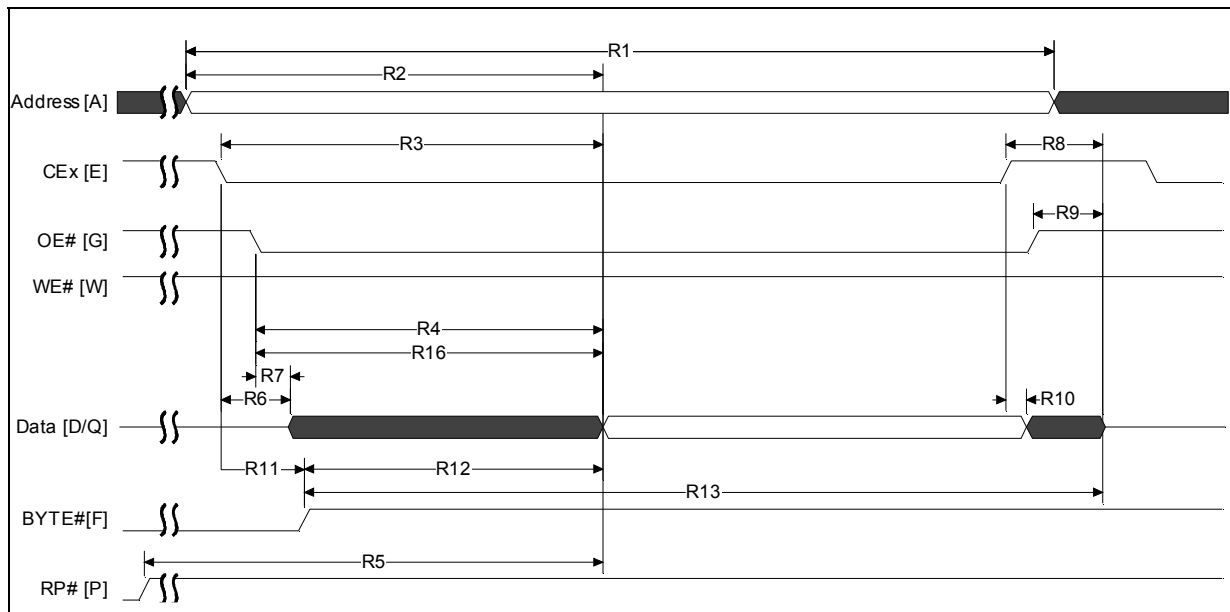 R1
R2
Address [A]
R3
R8
CEx [E]
R9
OE# [G]
WE# [W]
R4
R16
R7
R6
R10
Data [D/Q]
R11
R12
R13
BYTE#[F]
R5
RP# [P]